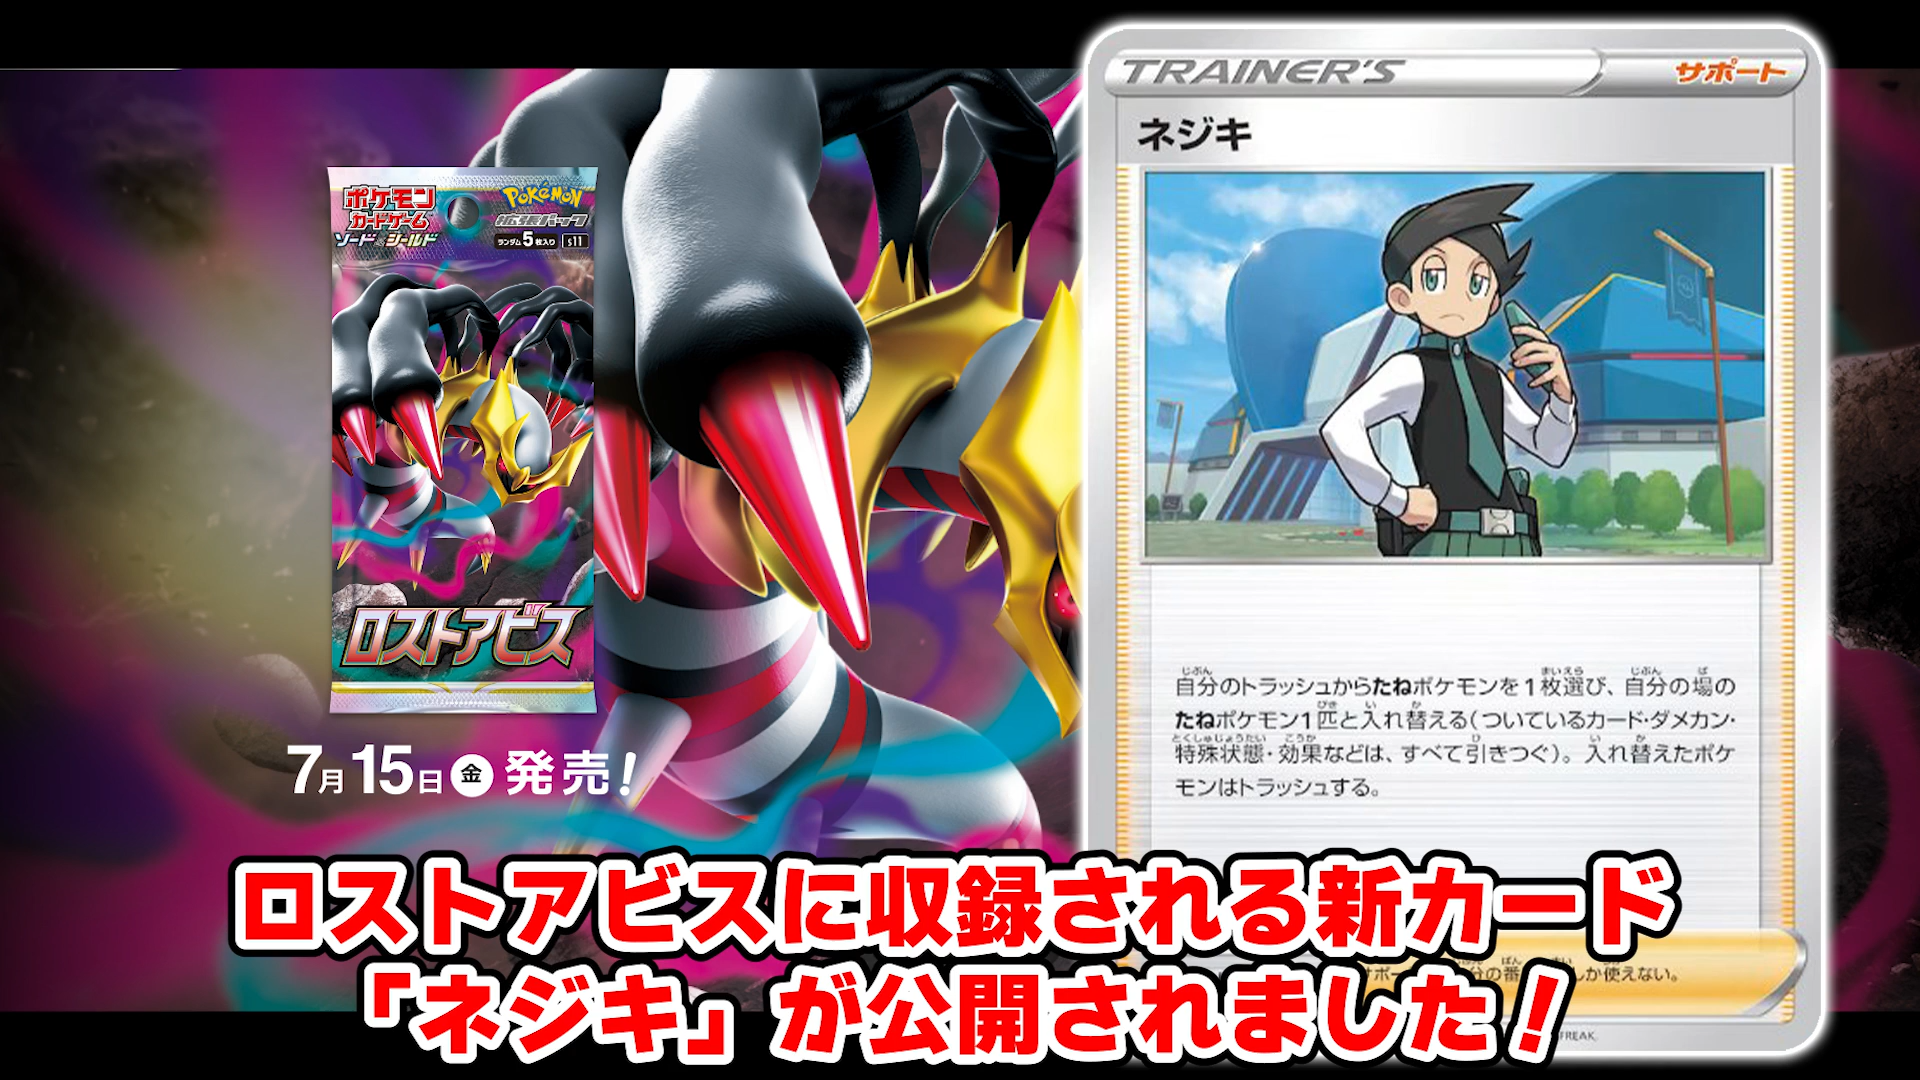 ポケモン
カードゲーム
ソード&シールド
Pokémon
拡張パック
ランダム5枚入り s11
ロストアビス
7月15日金発売!
TRAINER'S
サポート
ネジキ
自分のトラッシュからたねポケモンを1枚選び、自分の場の
たねポケモン1匹と入れ替える(ついているカード・ダメカン・
特殊状態・効果などは、すべて引きつぐ)。入れ替えたポケ
モンはトラッシュする。
しか使えない。
FREAK.
ロストアビスに収録される新カード
「ネジキ」が公開されました!